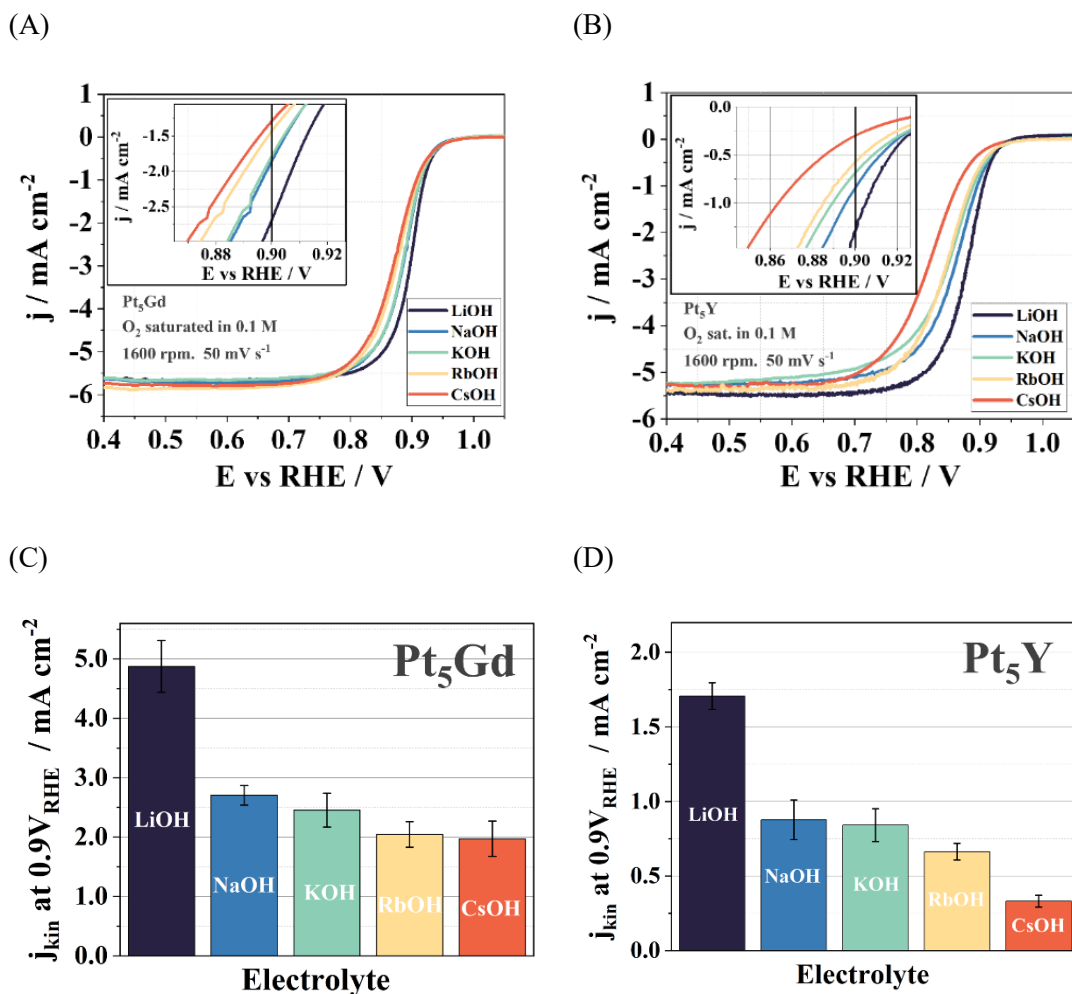 (A)
1
0
-1
-2
-3
-4
-5
-6
j / mA cm⁻²
0.4 0.5 0.6 0.7 0.8 0.9 1.0
E vs RHE / V
-1.5
-2.0
-2.5
j / mA cm⁻²
0.88 0.90 0.92
E vs RHE / V
Pt₅Gd
O₂ saturated in 0.1 M
1600 rpm. 50 mV s⁻¹
LiOH
NaOH
KOH
RbOH
CsOH
(B)
1
0
-1
-2
-3
-4
-5
-6
j / mA cm⁻²
0.4 0.5 0.6 0.7 0.8 0.9 1.0
E vs RHE / V
0.0
-0.5
-1.0
j / mA cm⁻²
0.86 0.88 0.90 0.92
E vs RHE / V
Pt₅Y
O₂ sat. in 0.1 M
1600 rpm. 50 mV s⁻¹
LiOH
NaOH
KOH
RbOH
CsOH
(C)
5.0
4.0
3.0
2.0
1.0
0.0
j_kin at 0.9V_RHE / mA cm⁻²
Pt₅Gd
LiOH
NaOH
KOH
RbOH
CsOH
Electrolyte
(D)
2.0
1.5
1.0
0.5
0.0
j_kin at 0.9V_RHE / mA cm⁻²
Pt₅Y
LiOH
NaOH
KOH
RbOH
CsOH
Electrolyte